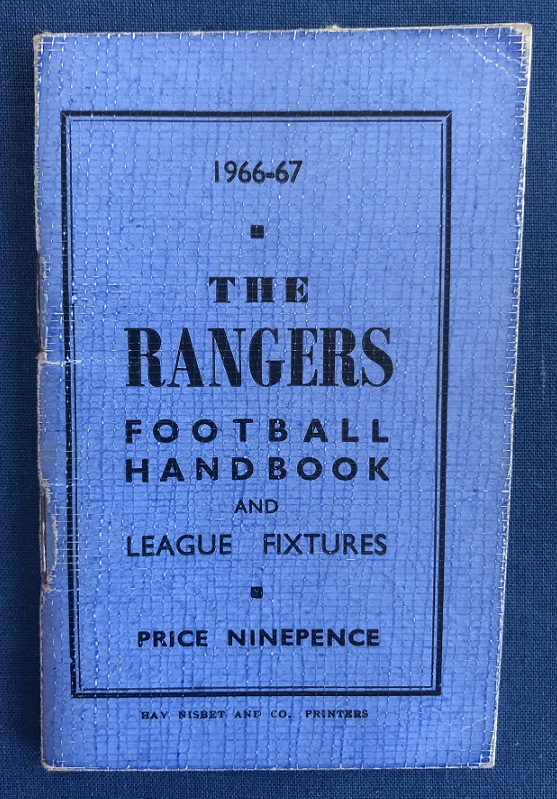 1966-67
THE
RANGERS
FOOTBALL
HANDBOOK
AND
LEAGUE FIXTURES
PRICE NINEPENCE
HAY NISBET AND CO. PRINTERS